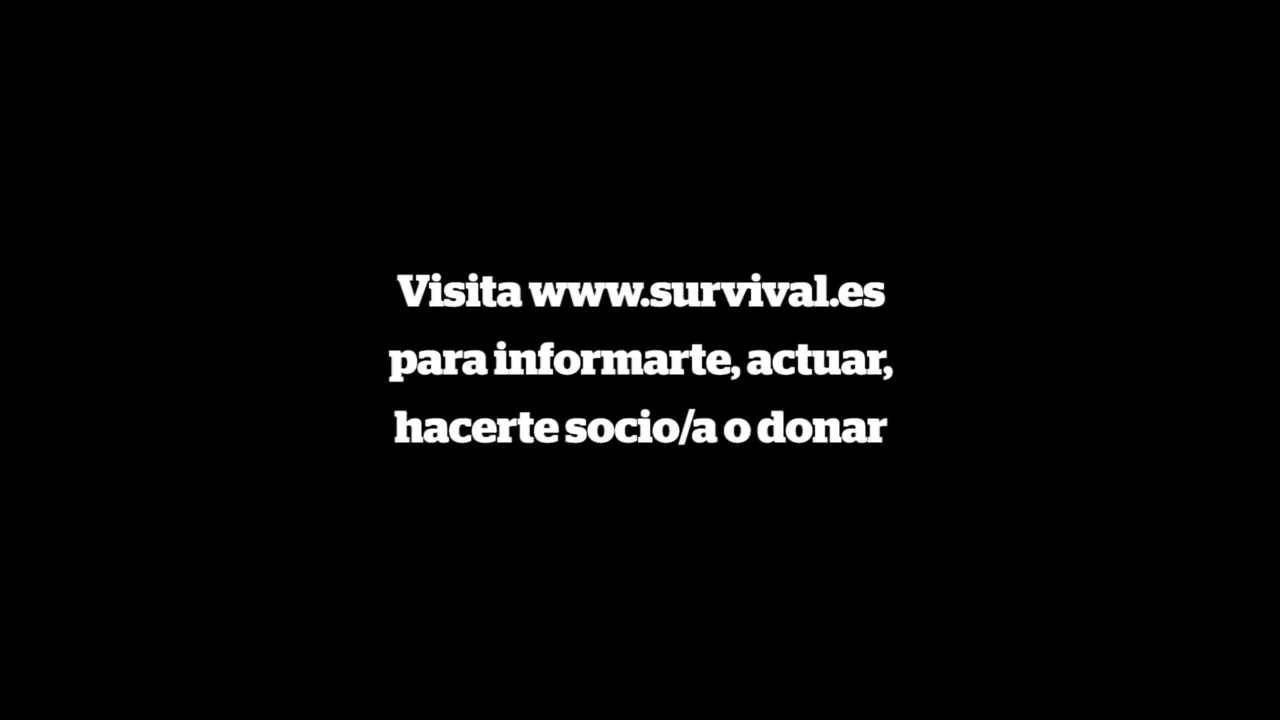 Visita www.survival.es
para informarte, actuar,
hacerte socio/a o donar